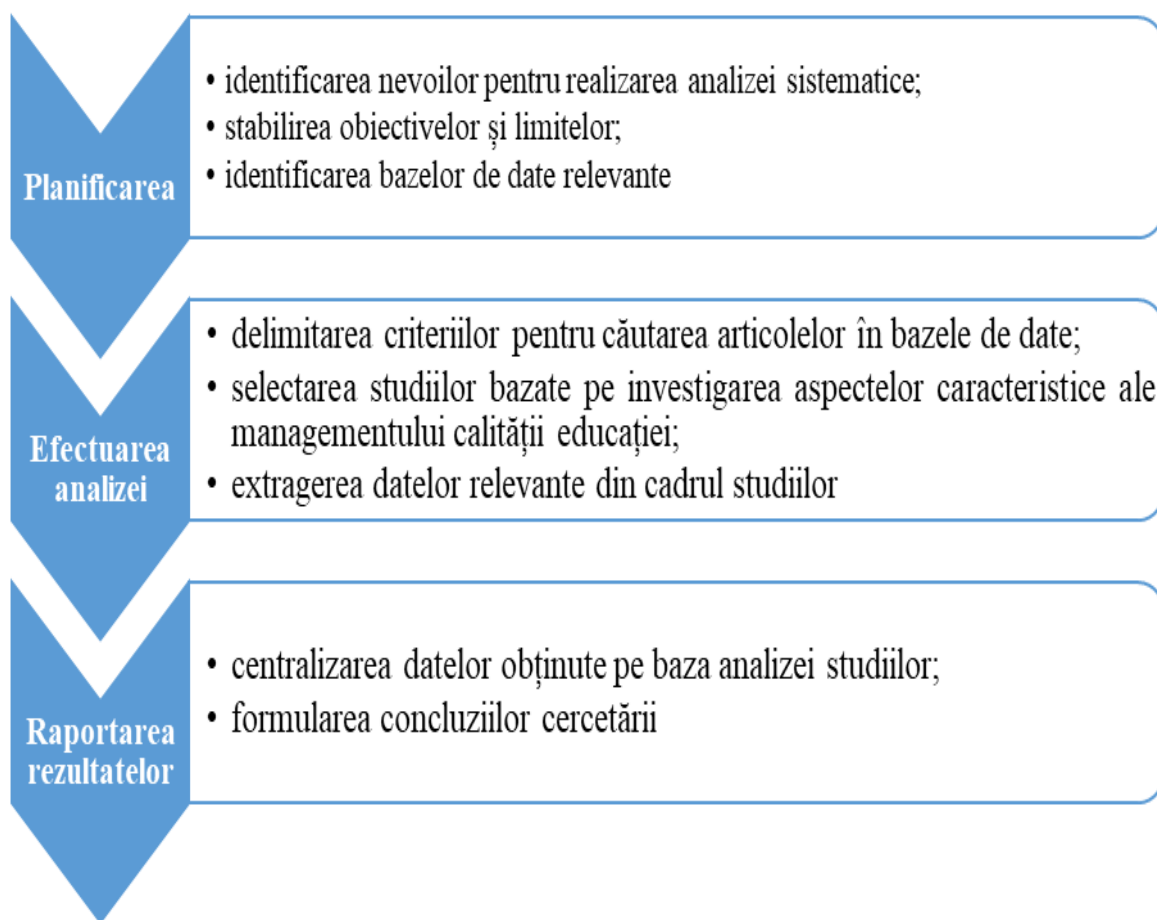 Planificarea
• identificarea nevoilor pentru realizarea analizei sistematice;
• stabilirea obiectivelor și limitelor;
• identificarea bazelor de date relevante
Efectuarea
analizei
• delimitarea criteriilor pentru căutarea articolelor în bazele de date;
• selectarea studiilor bazate pe investigarea aspectelor caracteristice ale
managementului calității educației;
• extragerea datelor relevante din cadrul studiilor
Raportarea
rezultatelor
• centralizarea datelor obținute pe baza analizei studiilor;
• formularea concluziilor cercetării